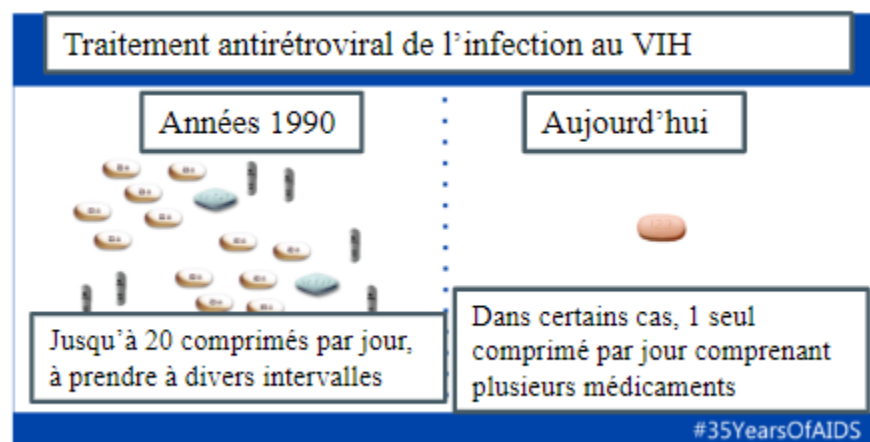 Traitement antirétroviral de l'infection au VIH
Années 1990
Aujourd'hui
Jusqu'à 20 comprimés par jour,
à prendre à divers intervalles
Dans certains cas, 1 seul
comprimé par jour comprenant
plusieurs médicaments
#35YearsOfAIDS